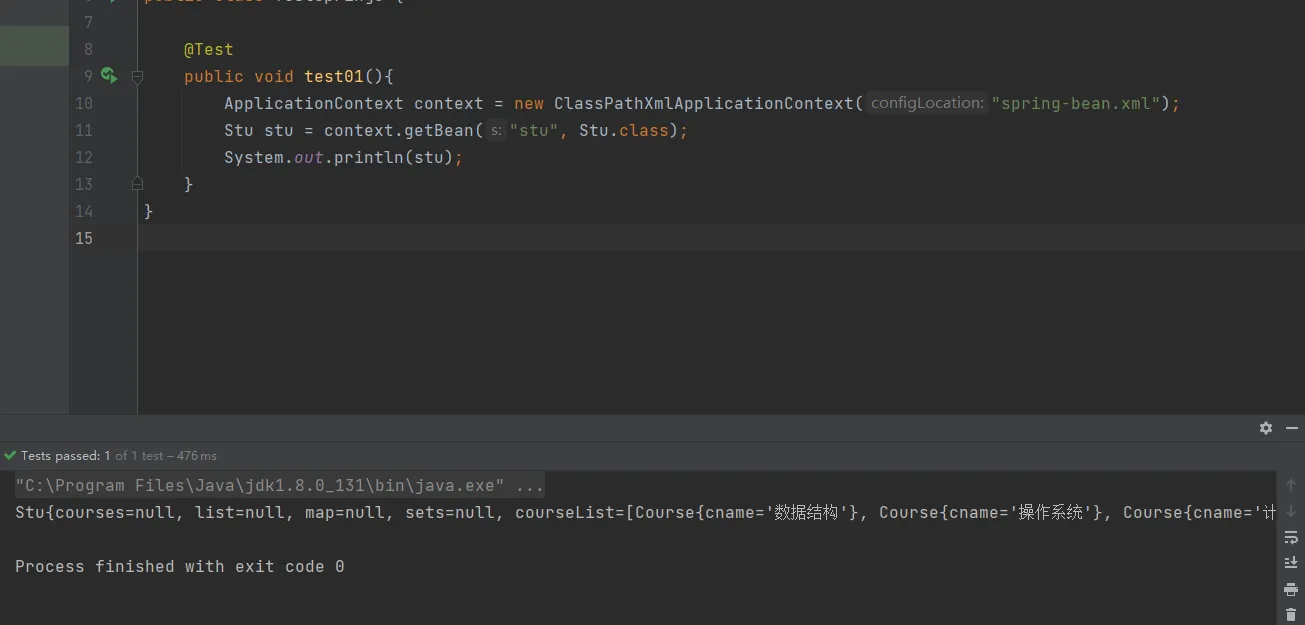 7
8 @Test
9 public void test01(){
10 ApplicationContext context = new ClassPathXmlApplicationContext( configLocation: "spring-bean.xml");
11 Stu stu = context.getBean( s: "stu", Stu.class);
12 System.out.println(stu);
13 }
14 }
15
Tests passed: 1 of 1 test – 476 ms
"C:\Program Files\Java\jdk1.8.0_131\bin\java.exe" ...
Stu{courses=null, list=null, map=null, sets=null, courseList=[Course{cname='数据结构'}, Course{cname='操作系统'}, Course{cname='计
Process finished with exit code 0